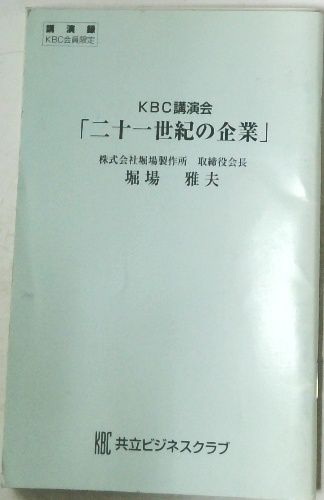 講演録
KBC会員限定
KBC講演会
「二十一世紀の企業」
株式会社堀場製作所　取締役会長
堀場　雅夫
KBC 共立ビジネスクラブ